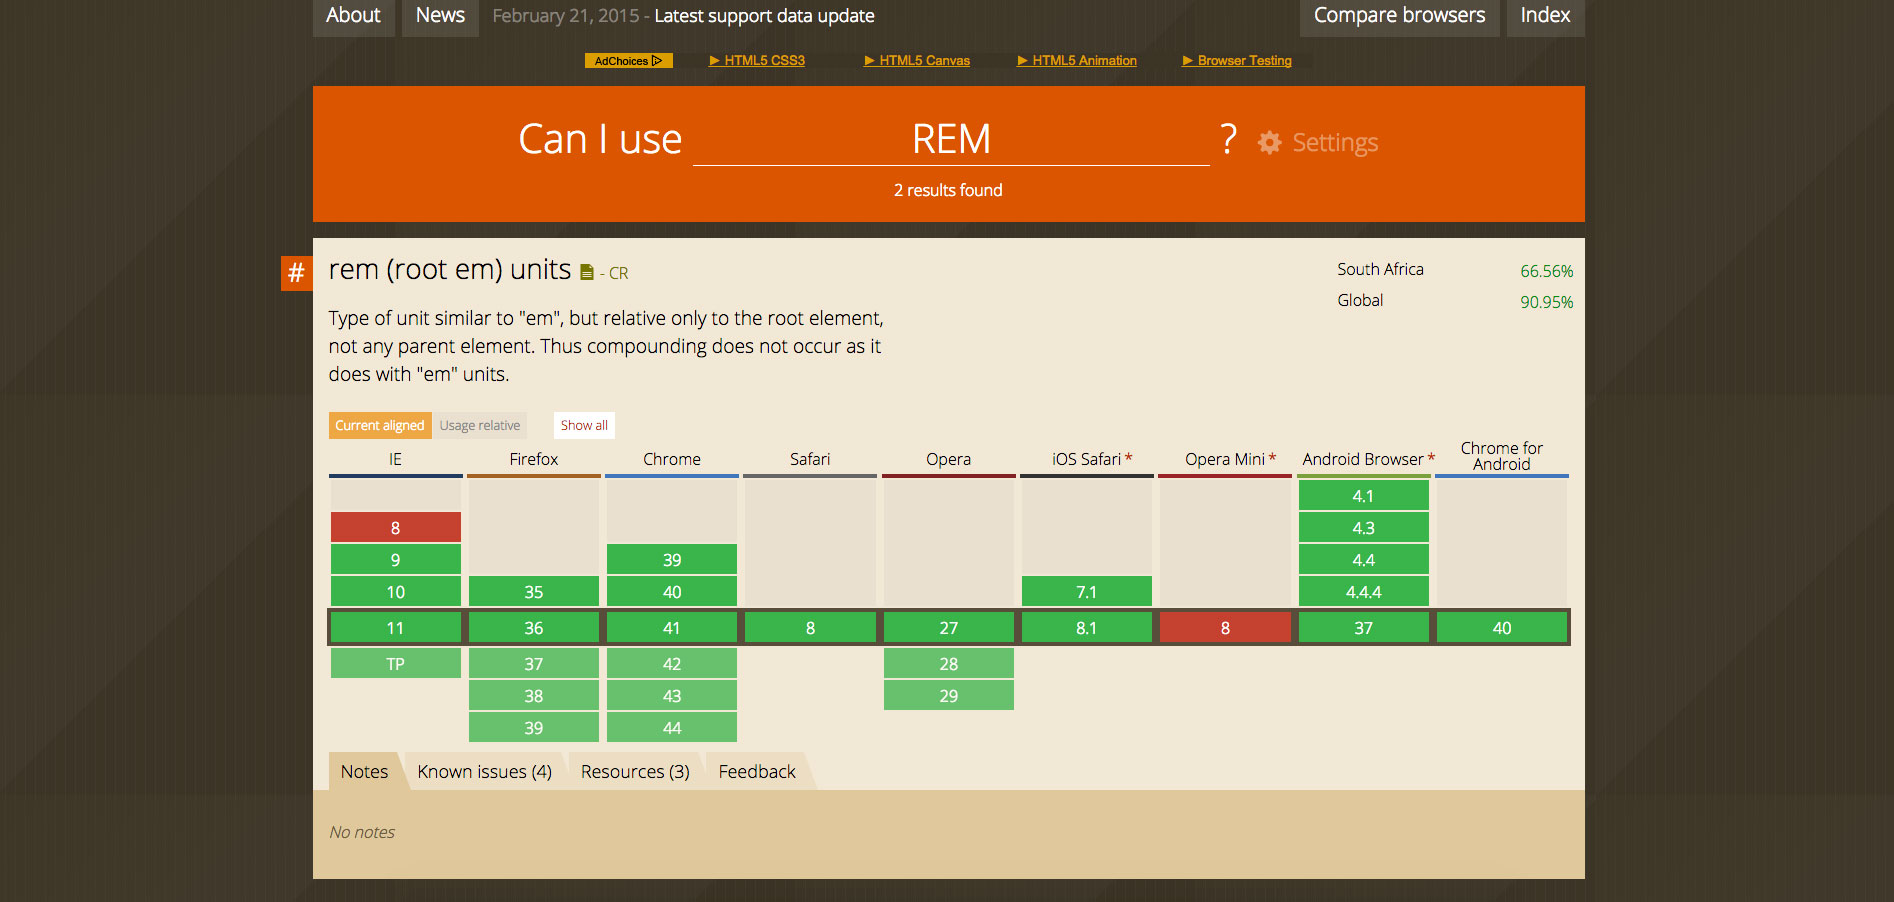 About News February 21, 2015 - Latest support data update Compare browsers Index
AdChoices HTML5 CSS3 HTML5 Canvas HTML5 Animation Browser Testing
Can I use REM ? Settings
2 results found
# rem (root em) units - CR
South Africa 66.56%
Global 90.95%
Type of unit similar to "em", but relative only to the root element,
not any parent element. Thus compounding does not occur as it
does with "em" units.
Current aligned Usage relative Show all
IE Firefox Chrome Safari Opera iOS Safari * Opera Mini * Android Browser * Chrome for
Android
4.1
8 4.3
9 39 4.4
10 35 40 7.1 4.4.4
11 36 41 8 27 8.1 8 37 40
TP 37 42 28
38 43 29
39 44
Notes Known issues (4) Resources (3) Feedback
No notes